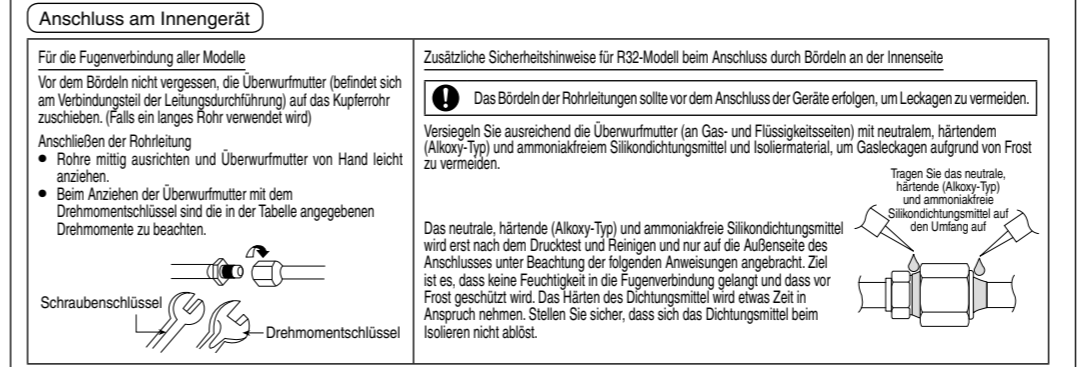 Anschluss am Innengerät
Für die Fugenverbindung aller Modelle
Vor dem Bördeln nicht vergessen, die Überwurfmutter (befindet sich
am Verbindungsteil der Leitungsdurchführung) auf das Kupferrohr
zuschieben. (Falls ein langes Rohr verwendet wird)
Anschließen der Rohrleitung
● Rohre mittig ausrichten und Überwurfmutter von Hand leicht
anziehen.
● Beim Anziehen der Überwurfmutter mit dem
Drehmomentschlüssel sind die in der Tabelle angegebenen
Drehmomente zu beachten.
Schraubenschlüssel
Drehmomentschlüssel
Zusätzliche Sicherheitshinweise für R32-Modell beim Anschluss durch Bördeln an der Innenseite
Das Bördeln der Rohrleitungen sollte vor dem Anschluss der Geräte erfolgen, um Leckagen zu vermeiden.
Versiegeln Sie ausreichend die Überwurfmutter (an Gas- und Flüssigkeitsseiten) mit neutralem, härtendem
(Alkoxy-Typ) und ammoniakfreiem Silikondichtungsmittel und Isoliermaterial, um Gasleckagen aufgrund von Frost
zu vermeiden.
Tragen Sie das neutrale,
härtende (Alkoxy-Typ)
und ammoniakfreie
Silikondichtungsmittel auf
den Umfang auf
Das neutrale, härtende (Alkoxy-Typ) und ammoniakfreie Silikondichtungsmittel
wird erst nach dem Drucktest und Reinigen und nur auf die Außenseite des
Anschlusses unter Beachtung der folgenden Anweisungen angebracht. Ziel
ist es, dass keine Feuchtigkeit in die Fugenverbindung gelangt und dass vor
Frost geschützt wird. Das Härten des Dichtungsmittel wird etwas Zeit in
Anspruch nehmen. Stellen Sie sicher, dass sich das Dichtungsmittel beim
Isolieren nicht ablöst.